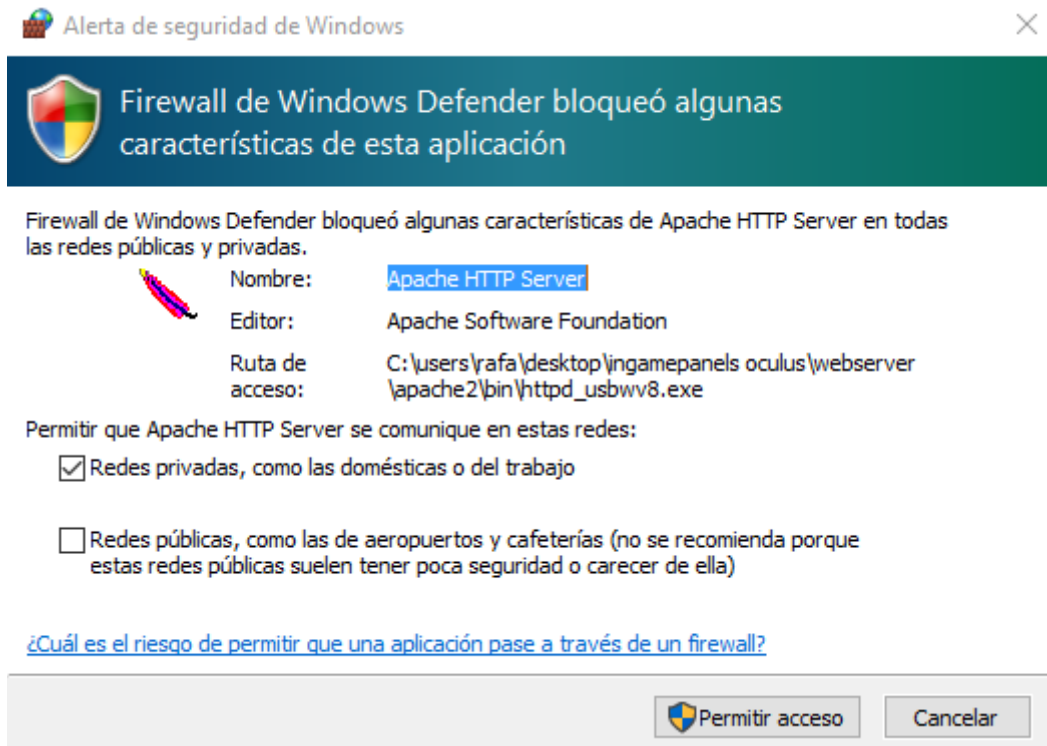 Alerta de seguridad de Windows
Firewall de Windows Defender bloqueó algunas
características de esta aplicación
Firewall de Windows Defender bloqueó algunas características de Apache HTTP Server en todas
las redes públicas y privadas.
Nombre: Apache HTTP Server
Editor: Apache Software Foundation
Ruta de C:\users\rafa\desktop\ingamepanels oculus\webserver
acceso: \apache2\bin\httpd_usbwv8.exe
Permitir que Apache HTTP Server se comunique en estas redes:
Redes privadas, como las domésticas o del trabajo
Redes públicas, como las de aeropuertos y cafeterías (no se recomienda porque
estas redes públicas suelen tener poca seguridad o carecer de ella)
¿Cuál es el riesgo de permitir que una aplicación pase a través de un firewall?
Permitir acceso Cancelar